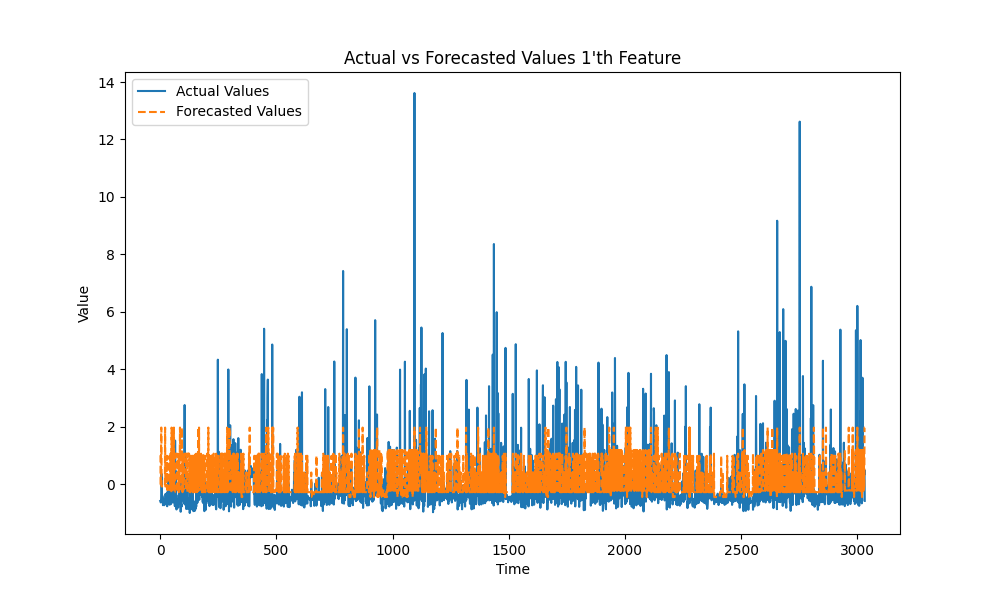 Actual vs Forecasted Values 1'th Feature
Actual Values
Forecasted Values
14
12
10
8
6
4
2
0
Value
0 500 1000 1500 2000 2500 3000
Time